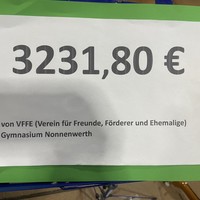 3231,80 €
von VFFE (Verein für Freunde, Förderer und Ehemalige)
Gymnasium Nonnenwerth